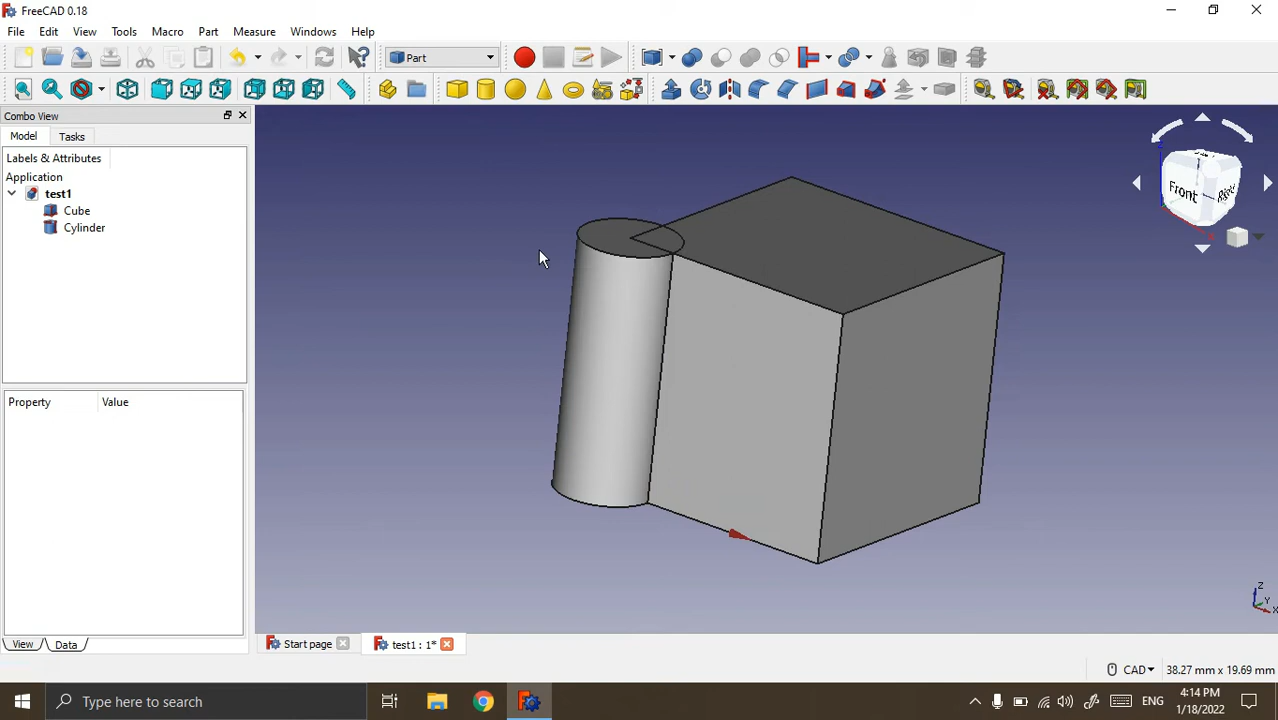 FreeCAD 0.18
File Edit View Tools Macro Part Measure Windows Help
Part
Combo View
Model Tasks
Labels & Attributes
Application
test1
Cube
Cylinder
Front
Right
Property Value
Z
Y
X
View Data
Start page test1 : 1*
CAD 38.27 mm x 19.69 mm
Type here to search
ENG
4:14 PM
1/18/2022